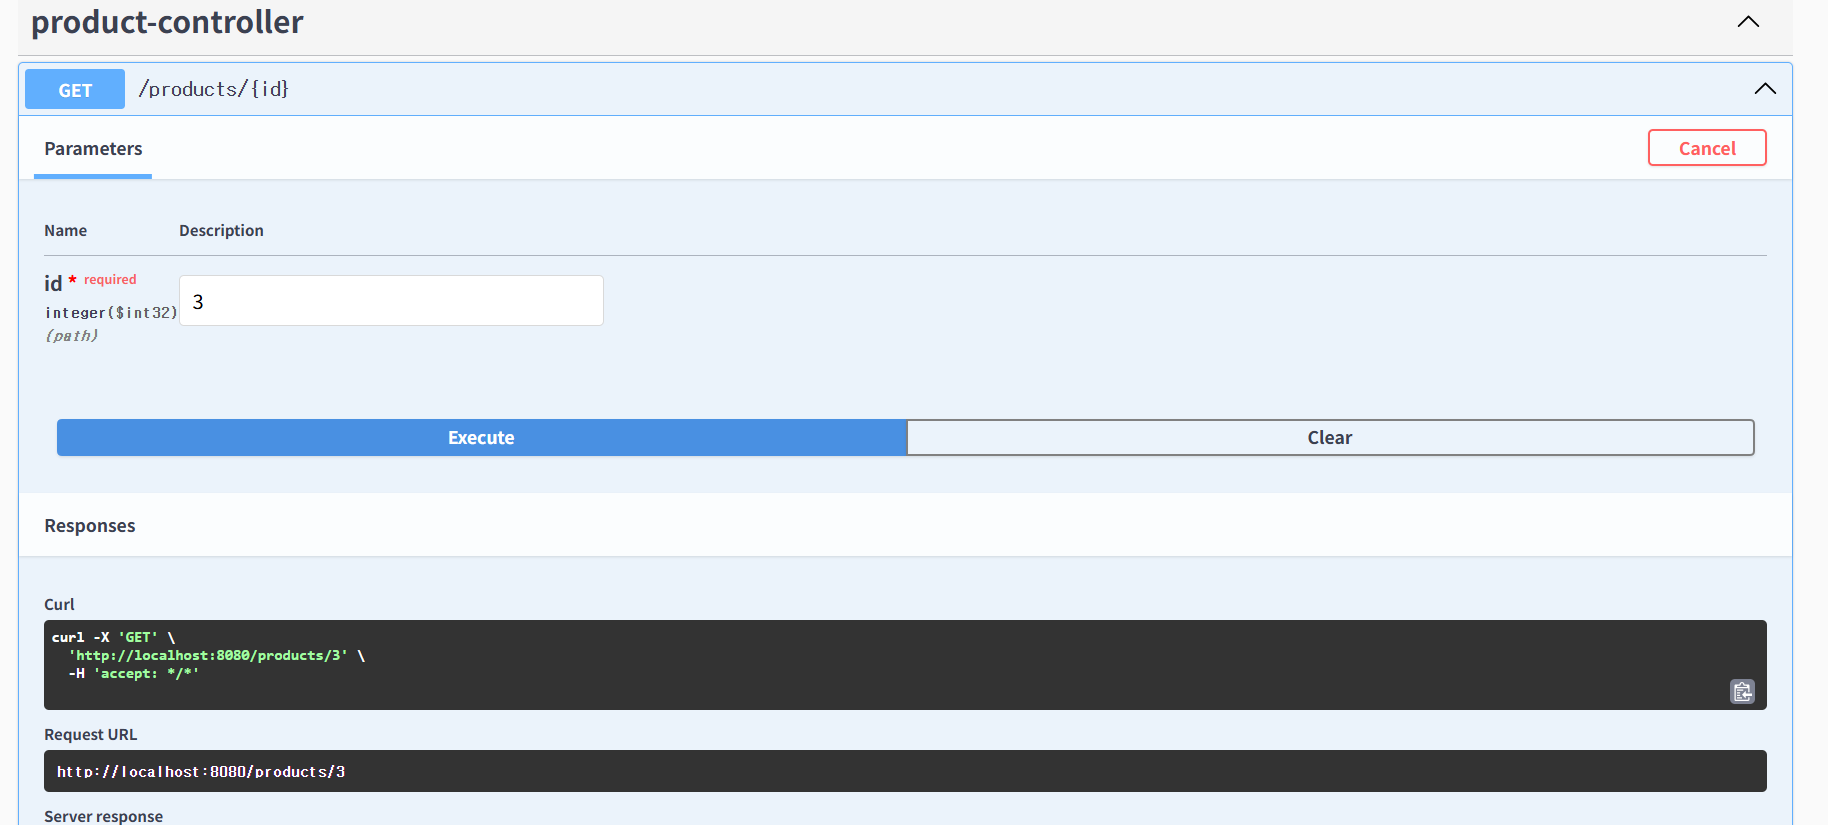 product-controller
GET /products/{id}
Parameters
Cancel
Name Description
id * required
integer($int32)
(path)
3
Execute Clear
Responses
Curl
curl -X 'GET' \
  'http://localhost:8080/products/3' \
  -H 'accept: */*'
Request URL
http://localhost:8080/products/3
Server response